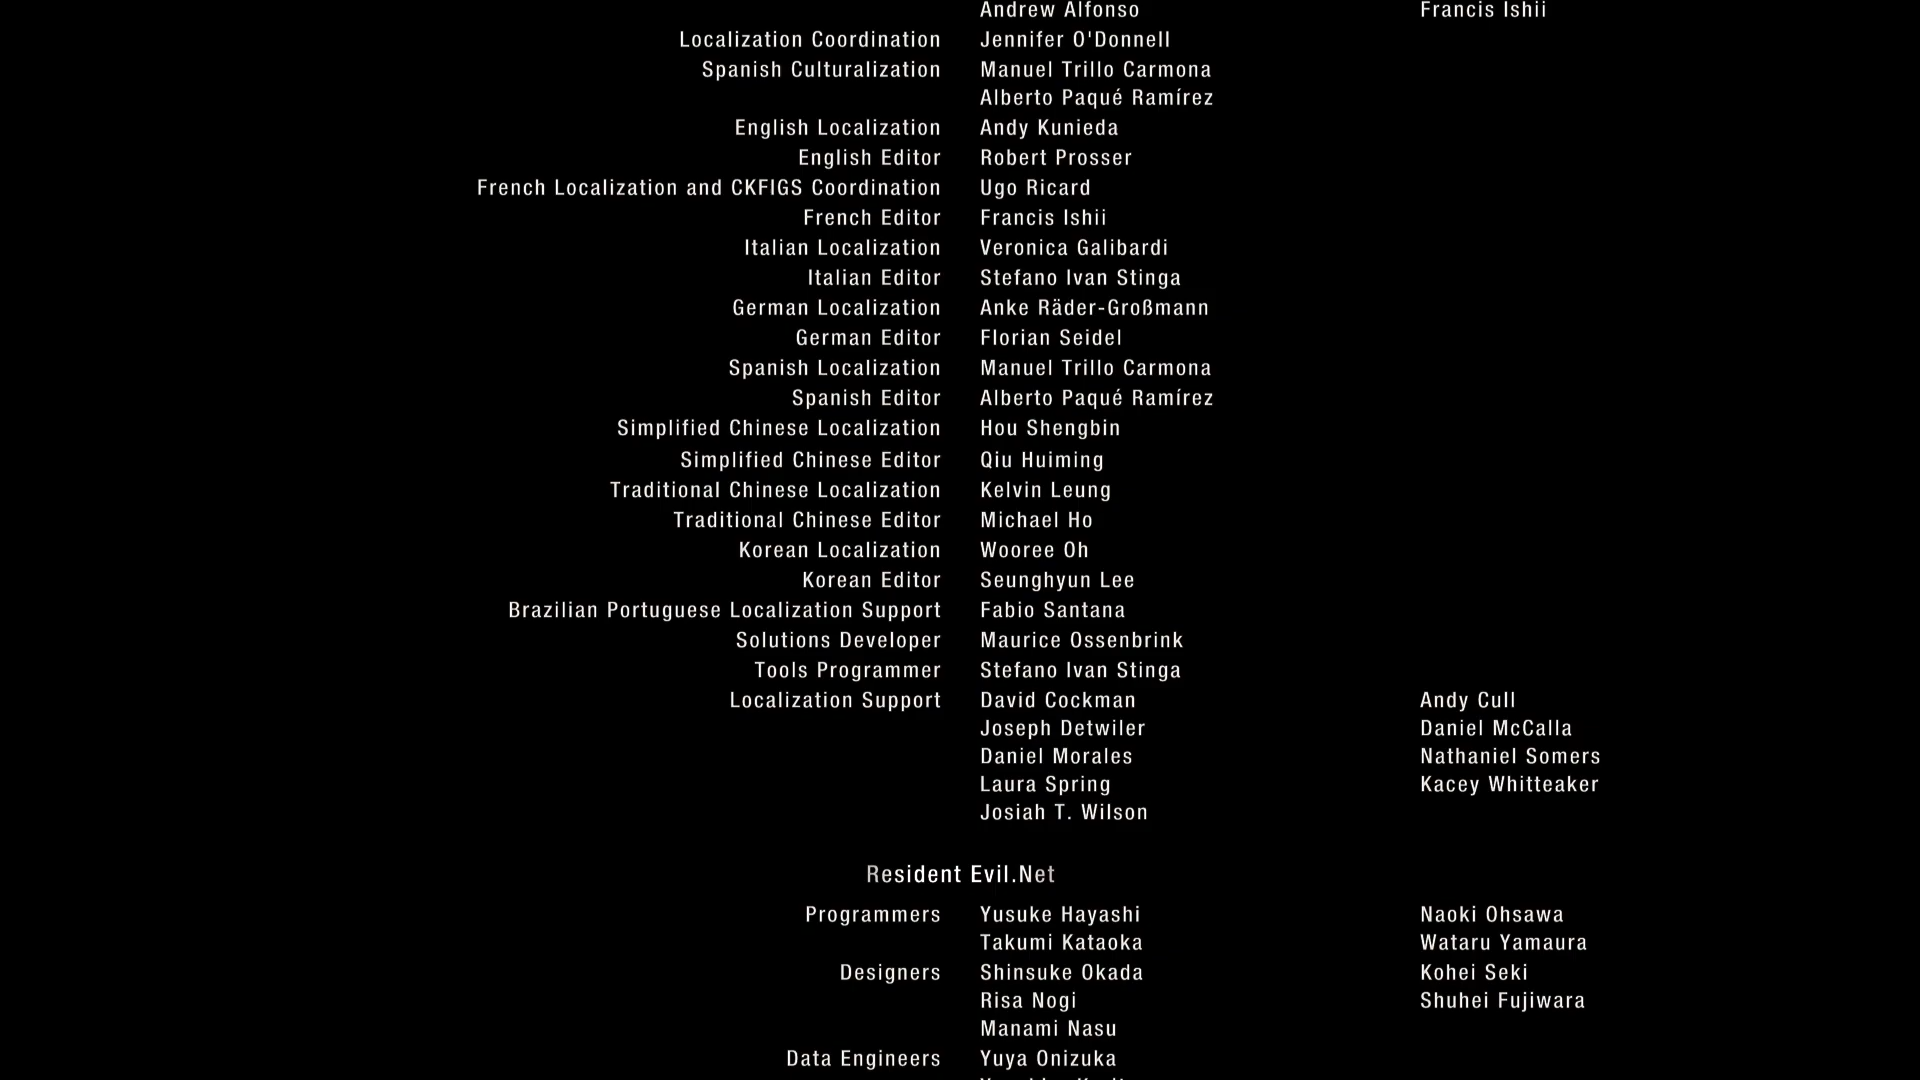 Andrew Alfonso Francis Ishii
Localization Coordination Jennifer O'Donnell
Spanish Culturalization Manuel Trillo Carmona
Alberto Paqué Ramírez
English Localization Andy Kunieda
English Editor Robert Prosser
French Localization and CKFIGS Coordination Ugo Ricard
French Editor Francis Ishii
Italian Localization Veronica Galibardi
Italian Editor Stefano Ivan Stinga
German Localization Anke Räder-Großmann
German Editor Florian Seidel
Spanish Localization Manuel Trillo Carmona
Spanish Editor Alberto Paqué Ramírez
Simplified Chinese Localization Hou Shengbin
Simplified Chinese Editor Qiu Huiming
Traditional Chinese Localization Kelvin Leung
Traditional Chinese Editor Michael Ho
Korean Localization Wooree Oh
Korean Editor Seunghyun Lee
Brazilian Portuguese Localization Support Fabio Santana
Solutions Developer Maurice Ossenbrink
Tools Programmer Stefano Ivan Stinga
Localization Support David Cockman Andy Cull
Joseph Detwiler Daniel McCalla
Daniel Morales Nathaniel Somers
Laura Spring Kacey Whitteaker
Josiah T. Wilson
Resident Evil.Net
Programmers Yusuke Hayashi Naoki Ohsawa
Takumi Kataoka Wataru Yamaura
Designers Shinsuke Okada Kohei Seki
Risa Nogi Shuhei Fujiwara
Manami Nasu
Data Engineers Yuya Onizuka